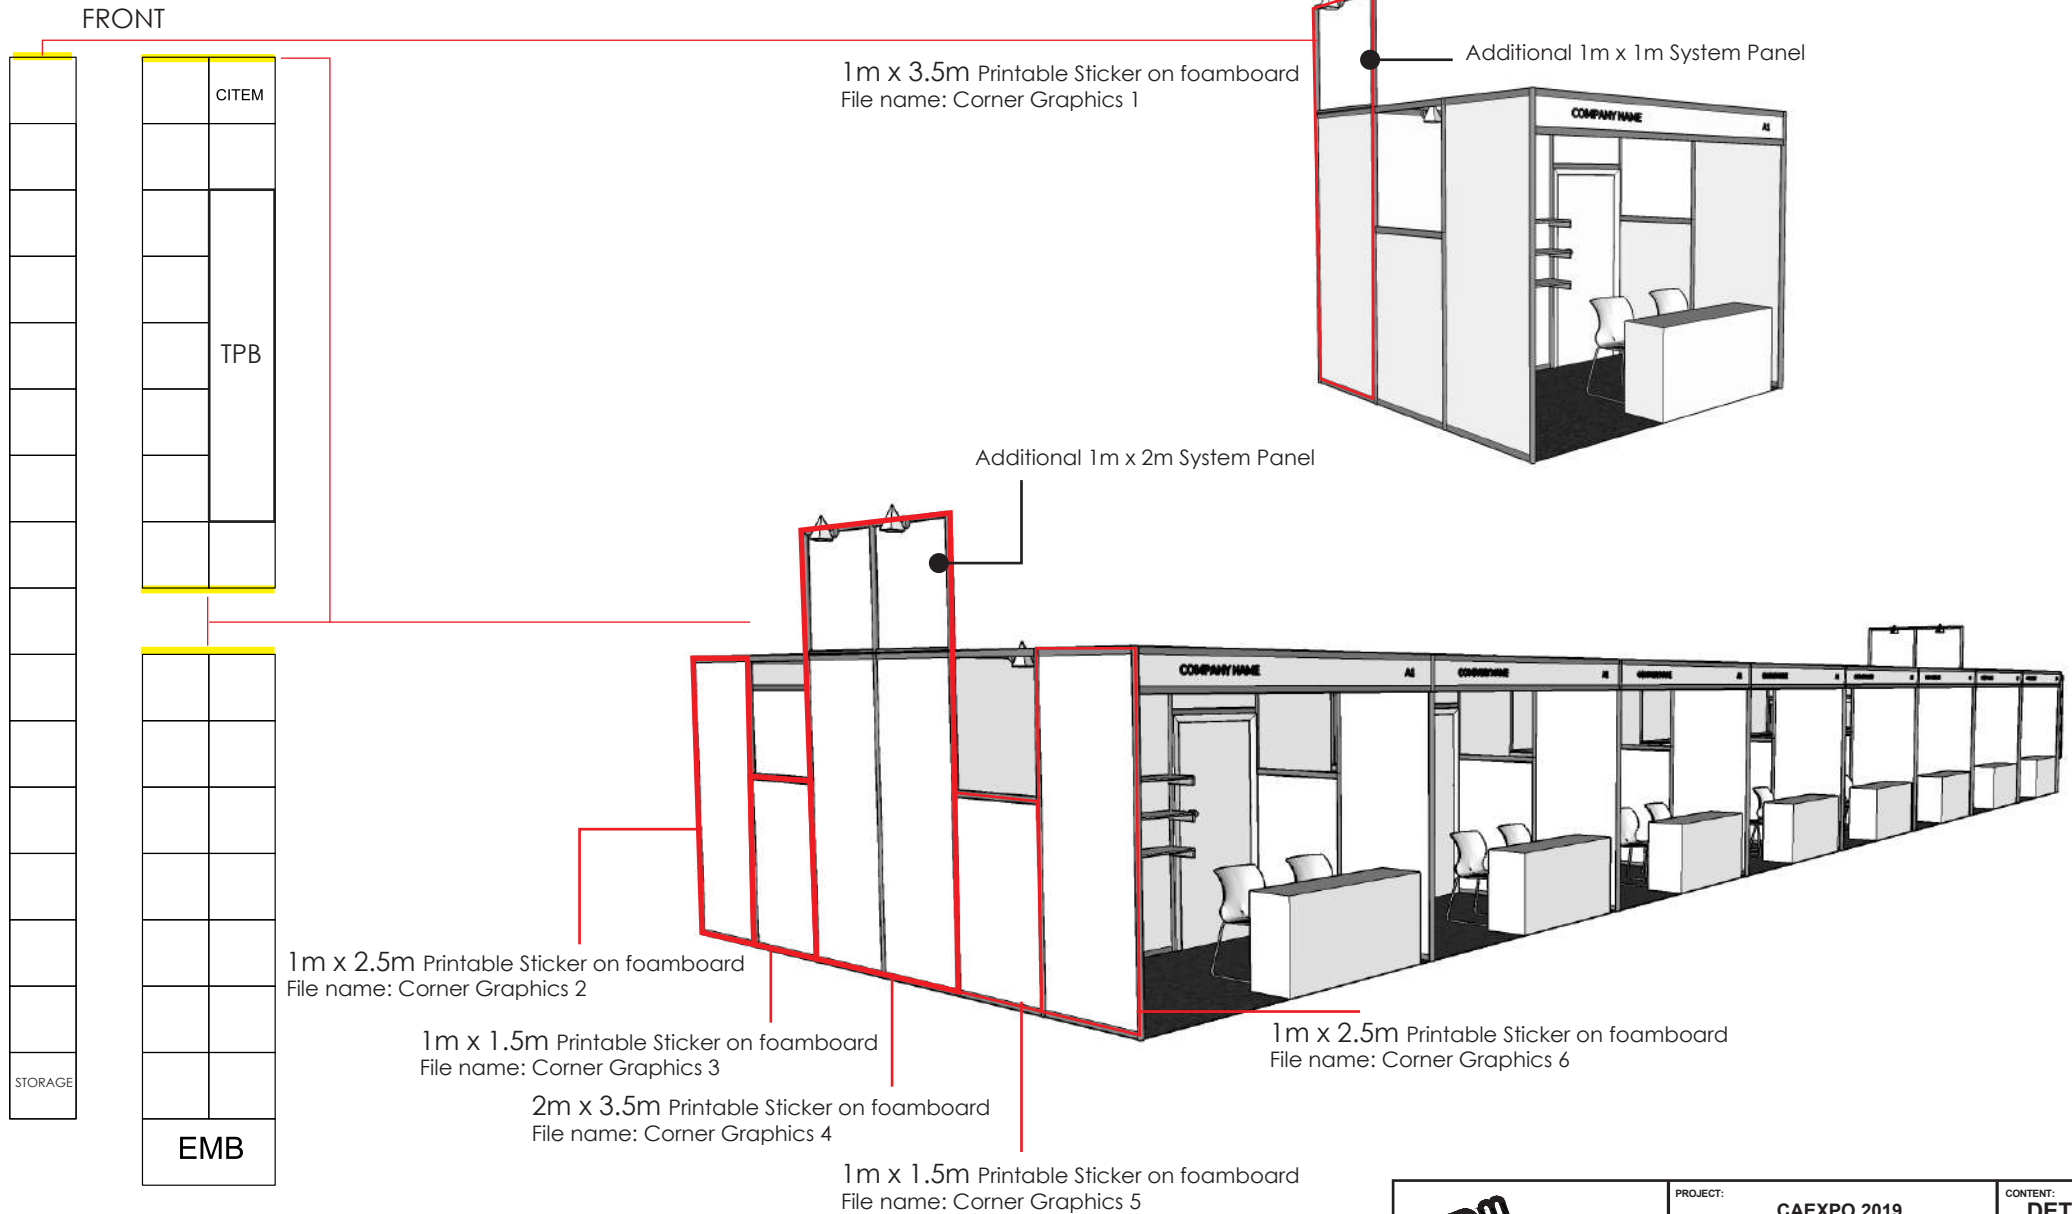 FRONT
CITEM
TPB
STORAGE
EMB
1m x 3.5m Printable Sticker on foamboard
File name: Corner Graphics 1
Additional 1m x 1m System Panel
COMPANY NAME
A1
Additional 1m x 2m System Panel
COMPANY NAME
A1
COMPANY NAME
1m x 2.5m Printable Sticker on foamboard
File name: Corner Graphics 2
1m x 1.5m Printable Sticker on foamboard
File name: Corner Graphics 3
2m x 3.5m Printable Sticker on foamboard
File name: Corner Graphics 4
1m x 1.5m Printable Sticker on foamboard
File name: Corner Graphics 5
1m x 2.5m Printable Sticker on foamboard
File name: Corner Graphics 6
PROJECT:
CAEXPO 2019
CONTENT: